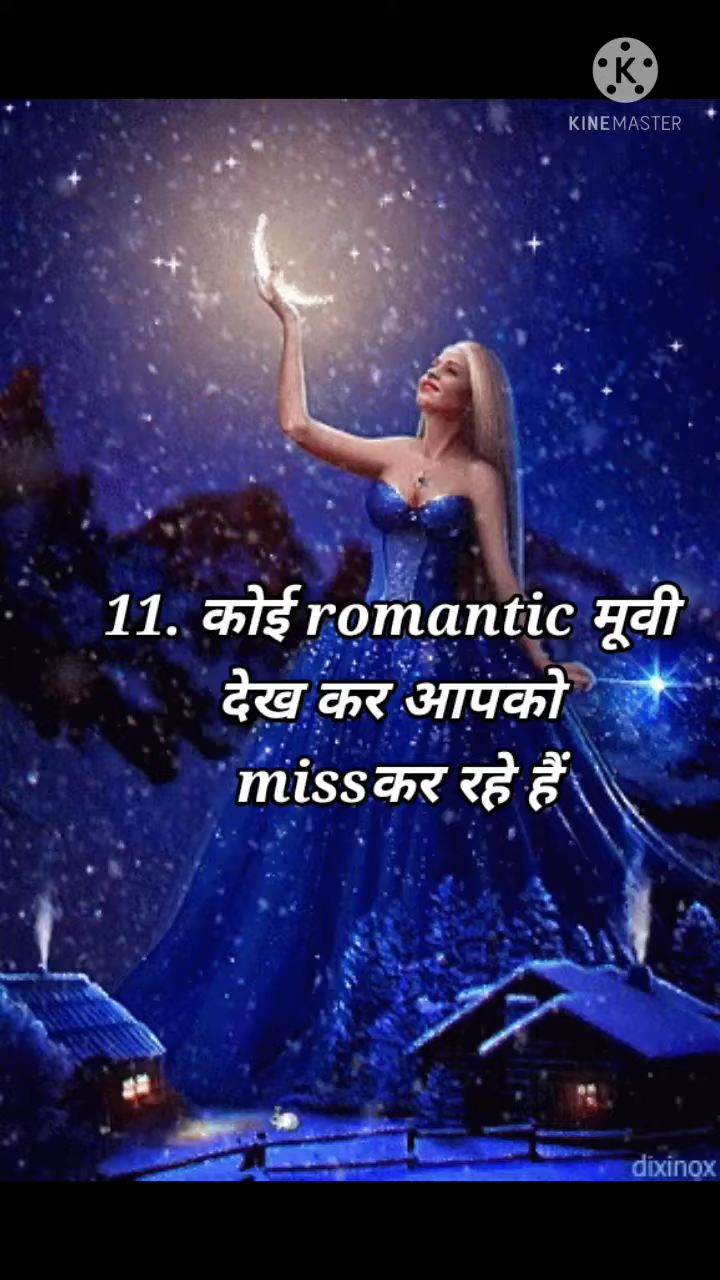 K
KINEMASTER
11. कोई romantic मूवी
देख कर आपको
miss कर रहे हैं
dixinox